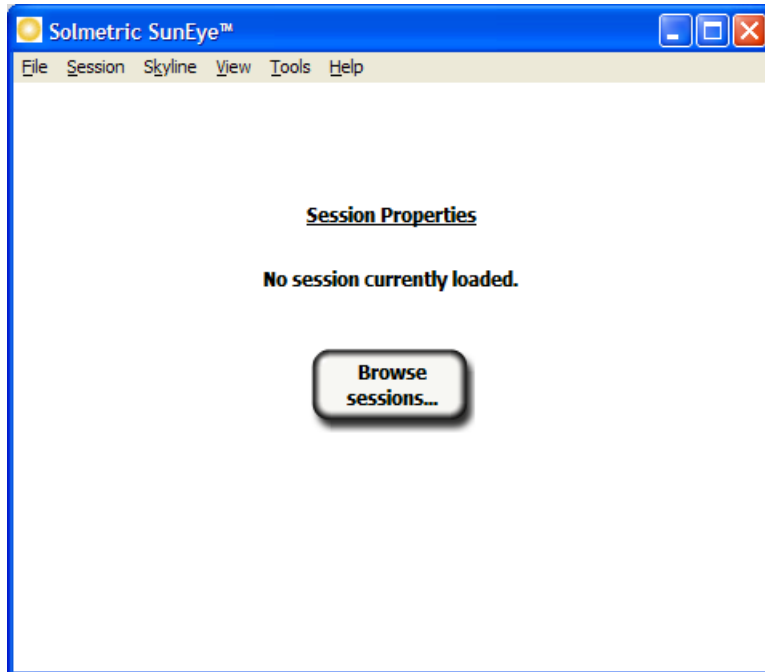 Solmetric SunEye™
File Session Skyline View Tools Help
Session Properties
No session currently loaded.
Browse
sessions...